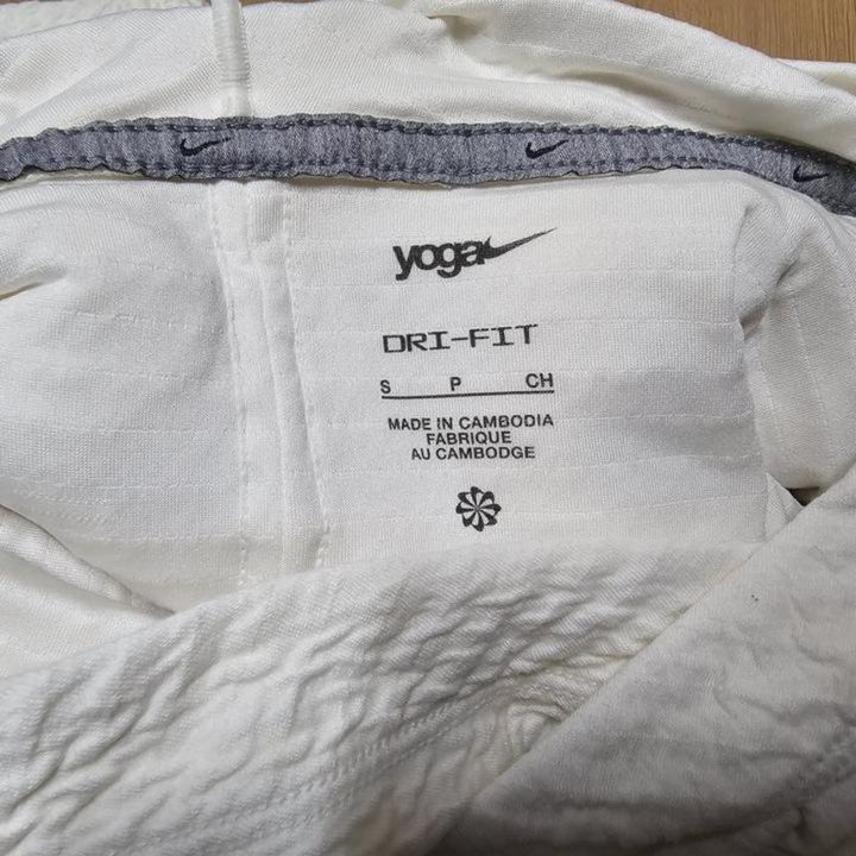 yoga
DRI-FIT
S P CH
MADE IN CAMBODIA
FABRIQUE
AU CAMBODGE